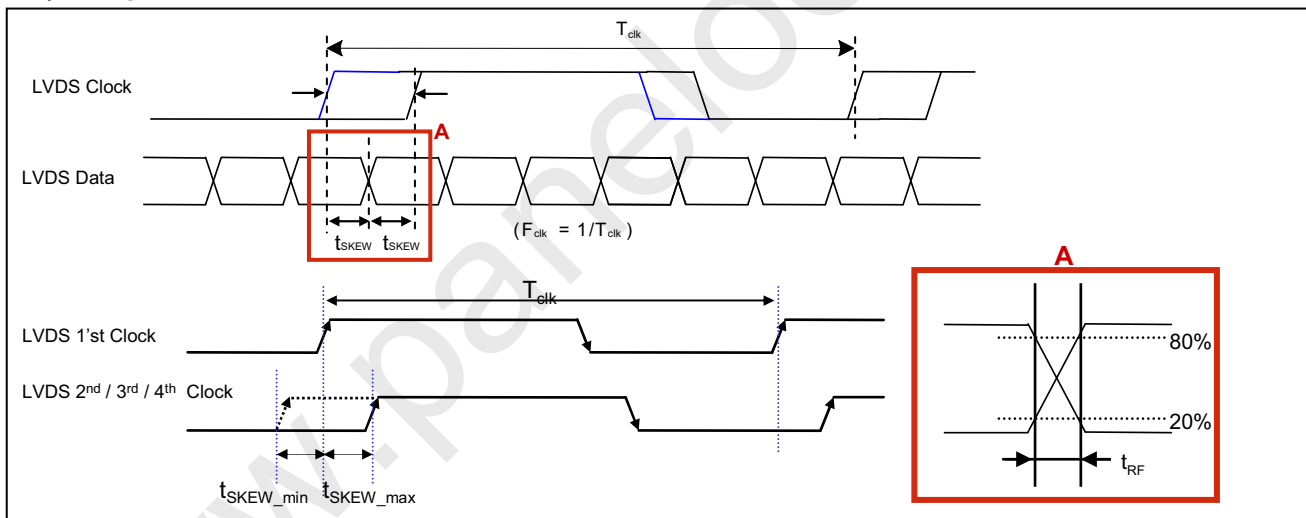 Tclk
LVDS Clock
A
LVDS Data
tSKEW tSKEW
(Fclk = 1/Tclk)
A
Tclk
LVDS 1'st Clock
80%
LVDS 2nd / 3rd / 4th Clock
20%
tRF
tSKEW_min tSKEW_max
www.panelo